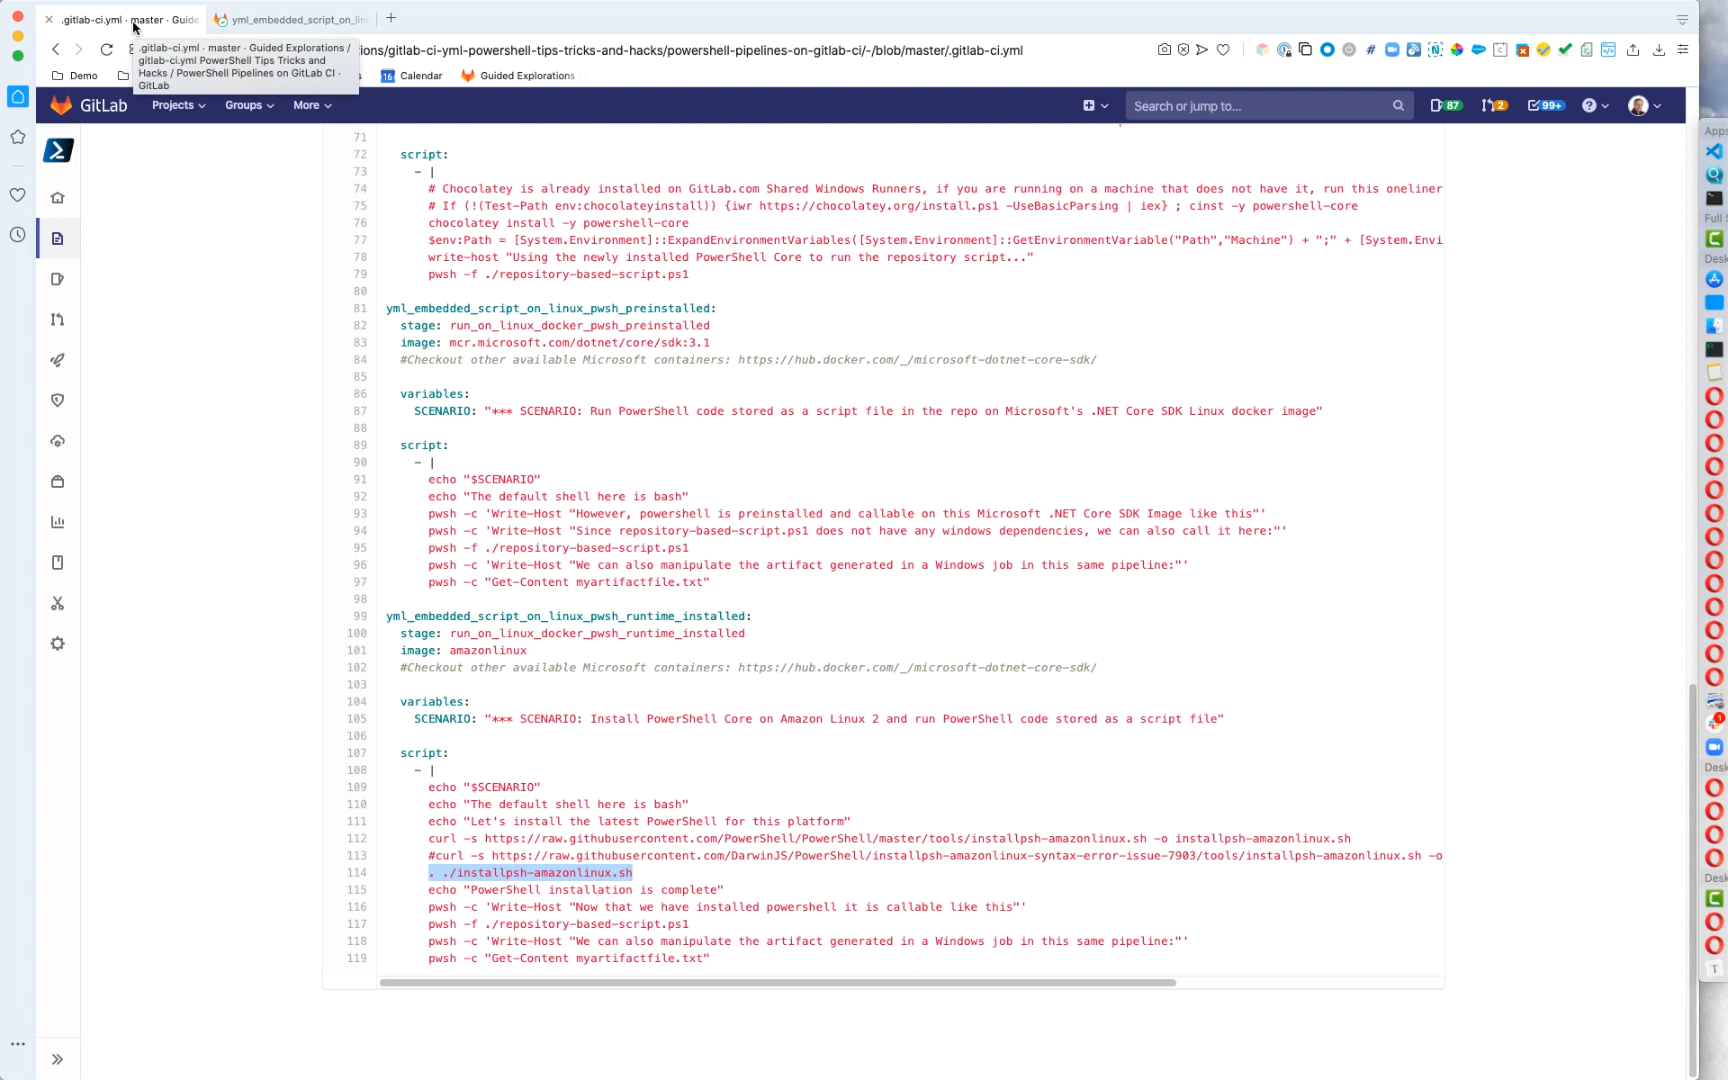 .gitlab-ci.yml · master · Guide
yml_embedded_script_on_lin
ions/gitlab-ci-yml-powershell-tips-tricks-and-hacks/powershell-pipelines-on-gitlab-ci/-/blob/master/.gitlab-ci.yml
.gitlab-ci.yml · master · Guided Explorations /
gitlab-ci.yml PowerShell Tips Tricks and
Hacks / PowerShell Pipelines on GitLab CI ·
GitLab
Demo
s
16 Calendar
Guided Explorations
GitLab
Projects
Groups
More
Search or jump to...
87
2
99+
71
72 script:
73 - |
74 # Chocolatey is already installed on GitLab.com Shared Windows Runners, if you are running on a machine that does not have it, run this oneliner
75 # If (!(Test-Path env:chocolateyinstall)) {iwr https://chocolatey.org/install.ps1 -UseBasicParsing | iex} ; cinst -y powershell-core
76 chocolatey install -y powershell-core
77 $env:Path = [System.Environment]::ExpandEnvironmentVariables([System.Environment]::GetEnvironmentVariable("Path","Machine") + ";" + [System.Envi
78 write-host "Using the newly installed PowerShell Core to run the repository script..."
79 pwsh -f ./repository-based-script.ps1
80
81 yml_embedded_script_on_linux_pwsh_preinstalled:
82 stage: run_on_linux_docker_pwsh_preinstalled
83 image: mcr.microsoft.com/dotnet/core/sdk:3.1
84 #Checkout other available Microsoft containers: https://hub.docker.com/_/microsoft-dotnet-core-sdk/
85
86 variables:
87 SCENARIO: "*** SCENARIO: Run PowerShell code stored as a script file in the repo on Microsoft's .NET Core SDK Linux docker image"
88
89 script:
90 - |
91 echo "$SCENARIO"
92 echo "The default shell here is bash"
93 pwsh -c 'Write-Host "However, powershell is preinstalled and callable on this Microsoft .NET Core SDK Image like this"'
94 pwsh -c 'Write-Host "Since repository-based-script.ps1 does not have any windows dependencies, we can also call it here:"'
95 pwsh -f ./repository-based-script.ps1
96 pwsh -c 'Write-Host "We can also manipulate the artifact generated in a Windows job in this same pipeline:"'
97 pwsh -c "Get-Content myartifactfile.txt"
98
99 yml_embedded_script_on_linux_pwsh_runtime_installed:
100 stage: run_on_linux_docker_pwsh_runtime_installed
101 image: amazonlinux
102 #Checkout other available Microsoft containers: https://hub.docker.com/_/microsoft-dotnet-core-sdk/
103
104 variables:
105 SCENARIO: "*** SCENARIO: Install PowerShell Core on Amazon Linux 2 and run PowerShell code stored as a script file"
106
107 script:
108 - |
109 echo "$SCENARIO"
110 echo "The default shell here is bash"
111 echo "Let's install the latest PowerShell for this platform"
112 curl -s https://raw.githubusercontent.com/PowerShell/PowerShell/master/tools/installpsh-amazonlinux.sh -o installpsh-amazonlinux.sh
113 #curl -s https://raw.githubusercontent.com/DarwinJS/PowerShell/installpsh-amazonlinux-syntax-error-issue-7903/tools/installpsh-amazonlinux.sh -o
114 . ./installpsh-amazonlinux.sh
115 echo "PowerShell installation is complete"
116 pwsh -c 'Write-Host "Now that we have installed powershell it is callable like this"'
117 pwsh -f ./repository-based-script.ps1
118 pwsh -c 'Write-Host "We can also manipulate the artifact generated in a Windows job in this same pipeline:"'
119 pwsh -c "Get-Content myartifactfile.txt"
Apps
Full S
Desk
1
Desk
Desk